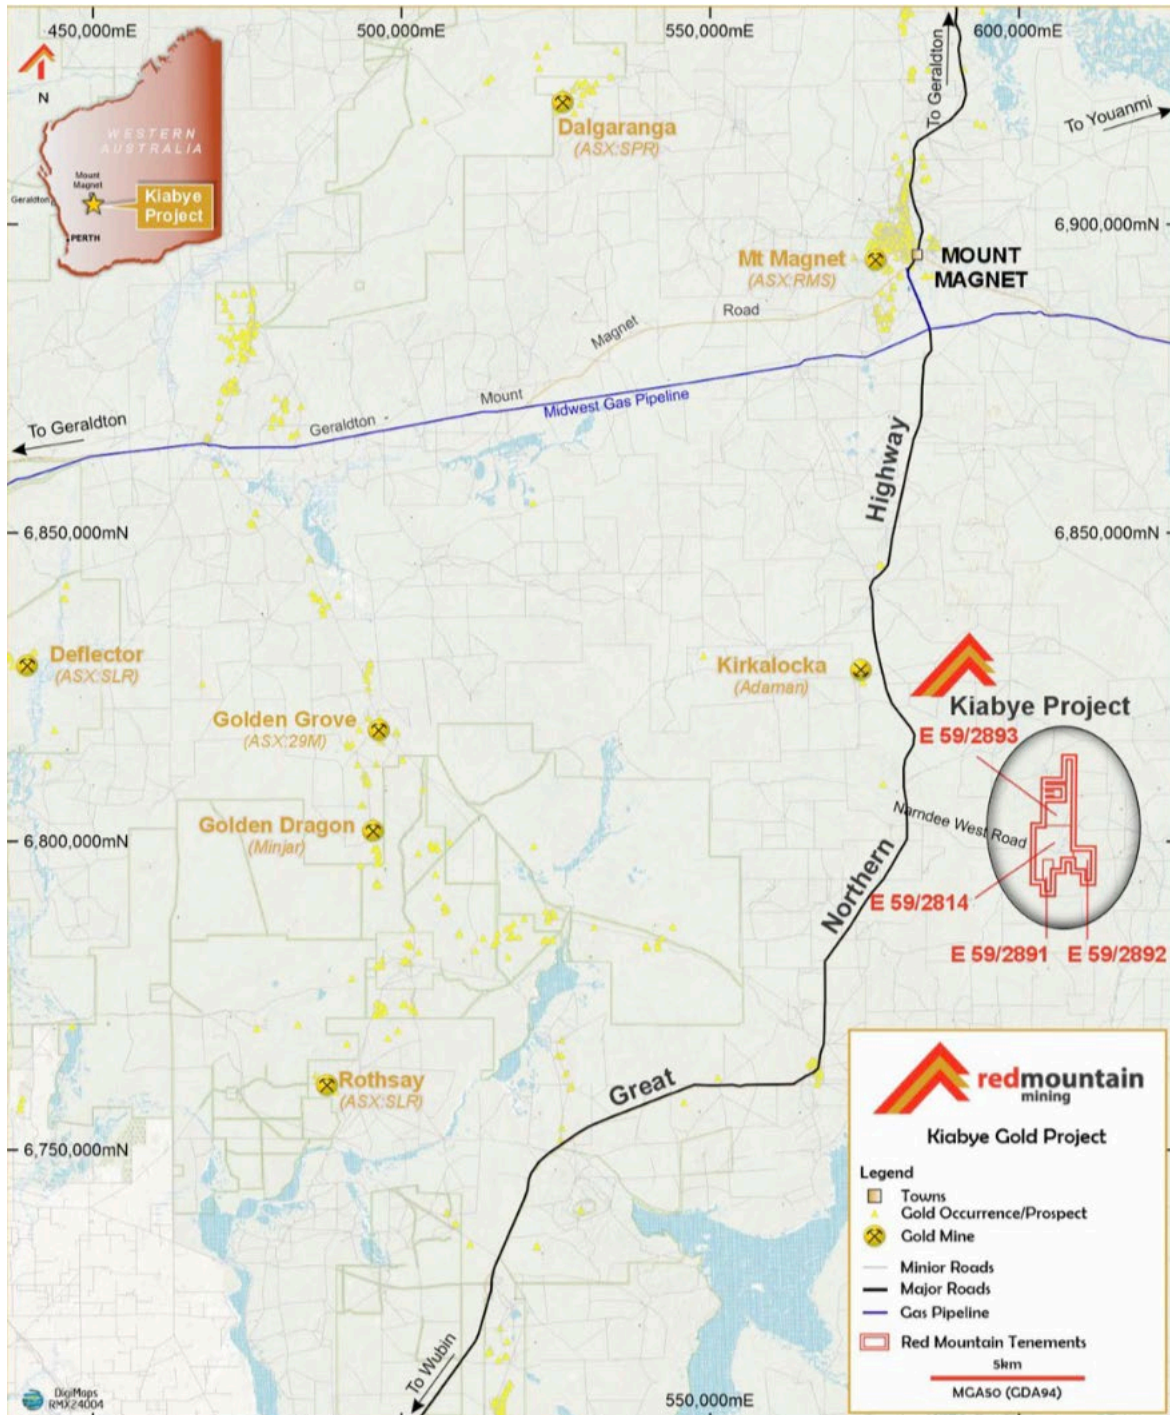 450,000mE
500,000mE
550,000mE
600,000mE
N
WESTERN
AUSTRALIA
Mount
Magnet
Geraldton
PERTH
Kiabye
Project
To Geraldton
To Youanmi
Dalgaranga
(ASX:SPR)
6,900,000mN
Mt Magnet
(ASX:RMS)
MOUNT
MAGNET
Geraldton Mount Magnet Road
Midwest Gas Pipeline
To Geraldton
6,850,000mN
6,850,000mN
Great Northern Highway
Deflector
(ASX:SLR)
Kirkalocka
(Adaman)
Golden Grove
(ASX:29M)
Kiabye Project
E 59/2893
6,800,000mN
Golden Dragon
(Minjar)
Narndee West Road
E 59/2814
E 59/2891
E 59/2892
Rothsay
(ASX:SLR)
6,750,000mN
To Wubin
550,000mE
DigiMaps
RMX24004
redmountain
mining
Kiabye Gold Project
Legend
Towns
Gold Occurrence/Prospect
Gold Mine
Minior Roads
Major Roads
Gas Pipeline
Red Mountain Tenements
5km
MGA50 (GDA94)